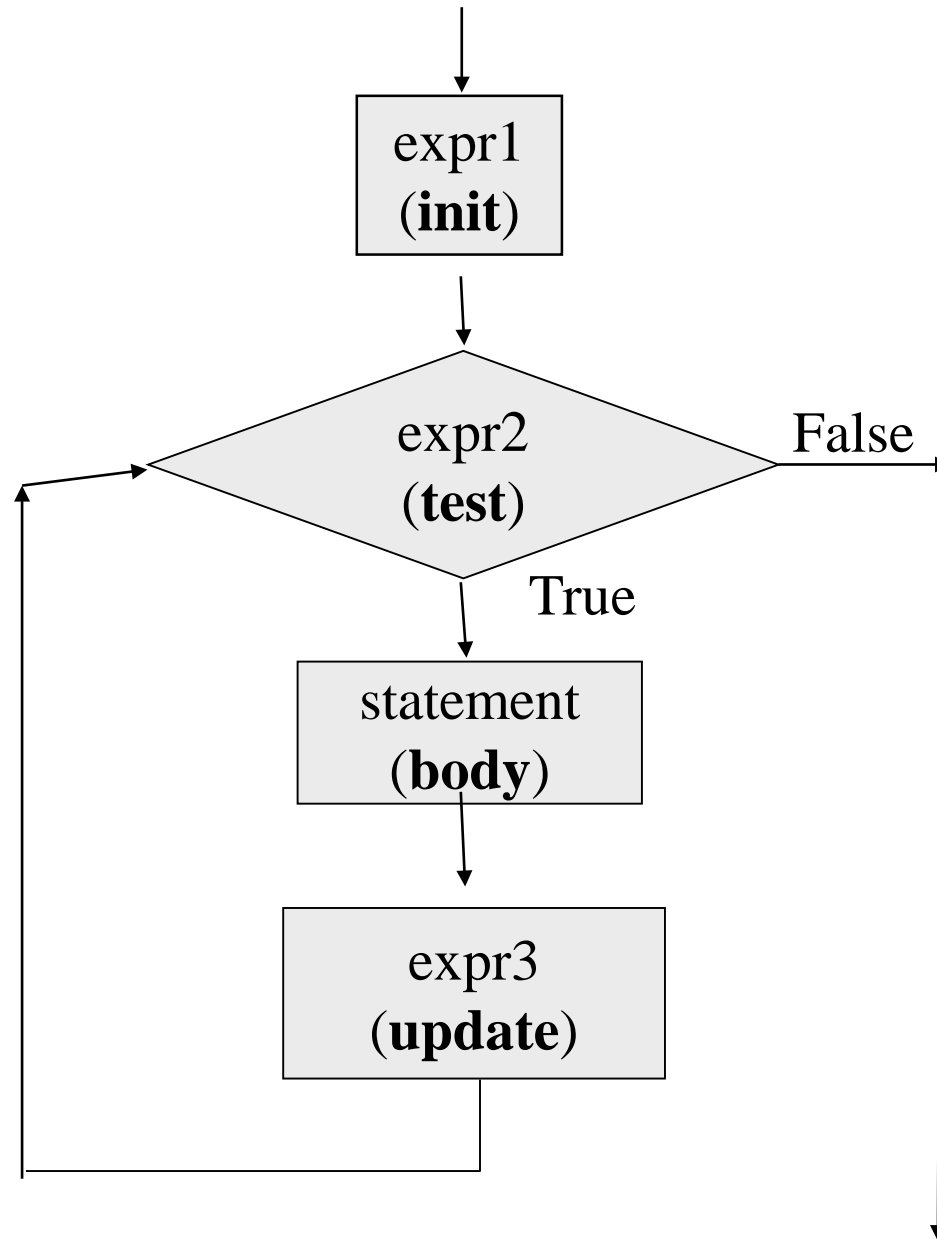 expr1
(init)
expr2
(test)
False
True
statement
(body)
expr3
(update)